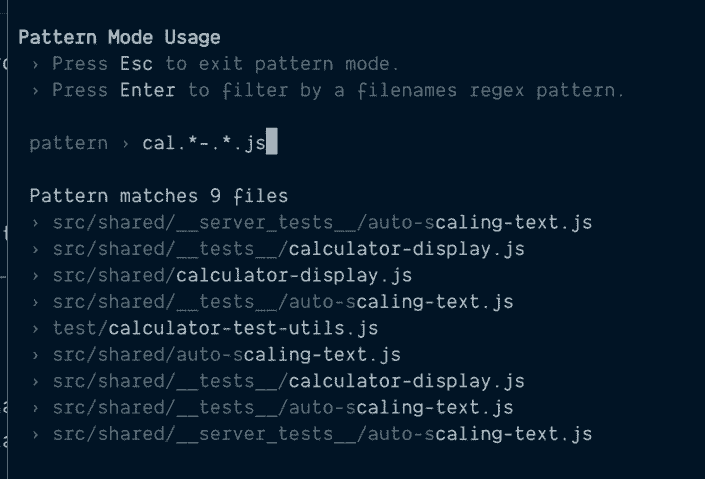 Pattern Mode Usage
› Press Esc to exit pattern mode.
› Press Enter to filter by a filenames regex pattern.
pattern › cal.*-.*.js
Pattern matches 9 files
› src/shared/__server_tests__/auto-scaling-text.js
› src/shared/__tests__/calculator-display.js
› src/shared/calculator-display.js
› src/shared/__tests__/auto-scaling-text.js
› test/calculator-test-utils.js
› src/shared/auto-scaling-text.js
› src/shared/__tests__/calculator-display.js
› src/shared/__tests__/auto-scaling-text.js
› src/shared/__server_tests__/auto-scaling-text.js